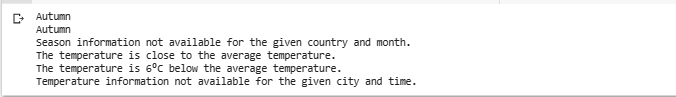 Autumn
Autumn
Season information not available for the given country and month.
The temperature is close to the average temperature.
The temperature is 6ºC below the average temperature.
Temperature information not available for the given city and time.